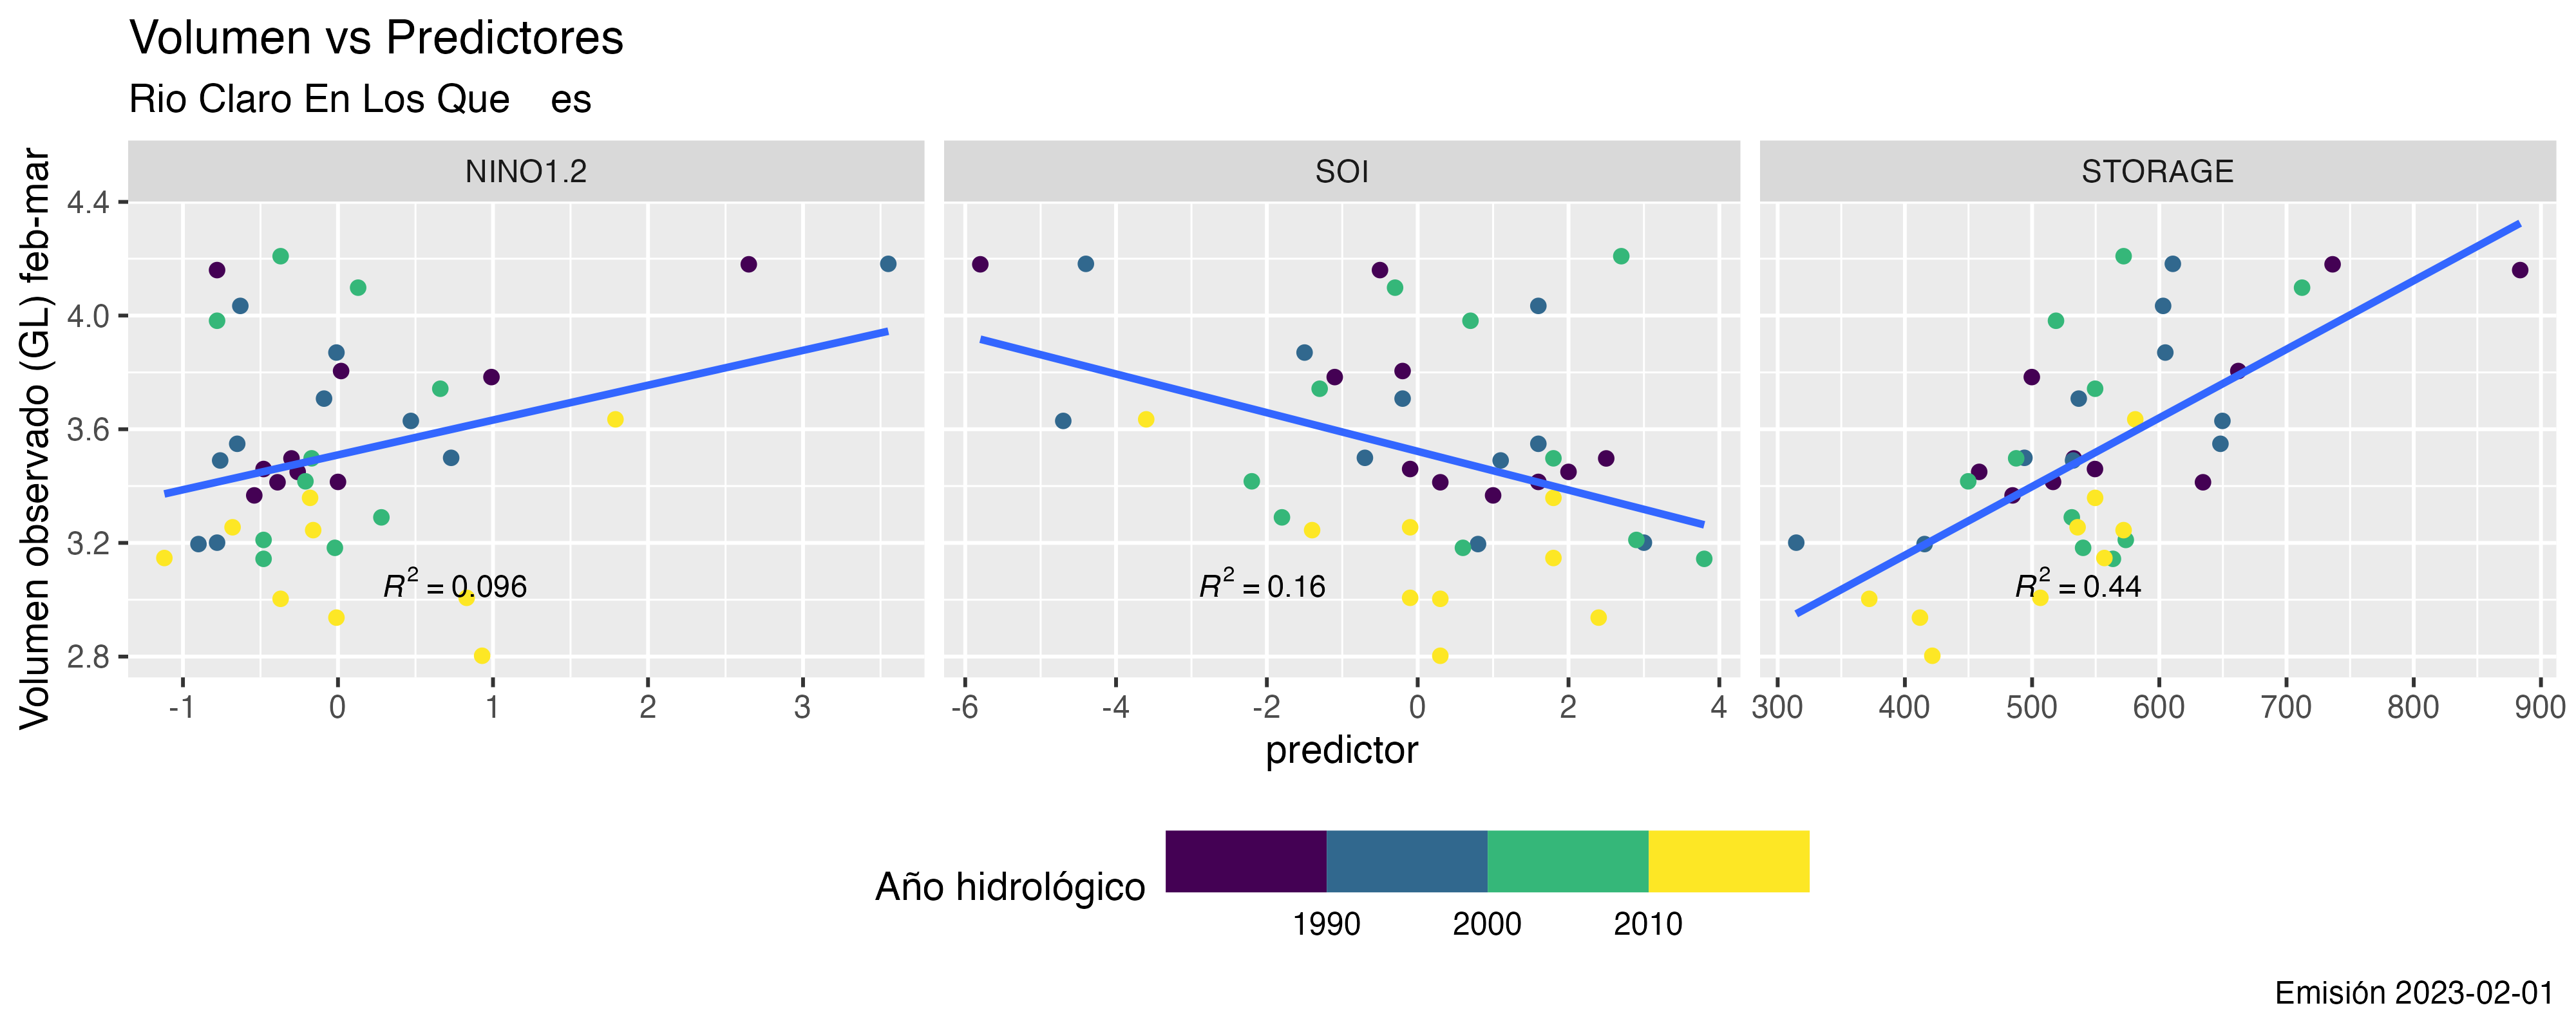 Volumen vs Predictores
Rio Claro En Los Que    es
NINO1.2
SOI
STORAGE
Volumen observado (GL) feb-mar
4.4
4.0
3.6
3.2
2.8
R² = 0.096
R² = 0.16
R² = 0.44
-1 0 1 2 3
-6 -4 -2 0 2 4
300 400 500 600 700 800 900
predictor
Año hidrológico
1990 2000 2010
Emisión 2023-02-01